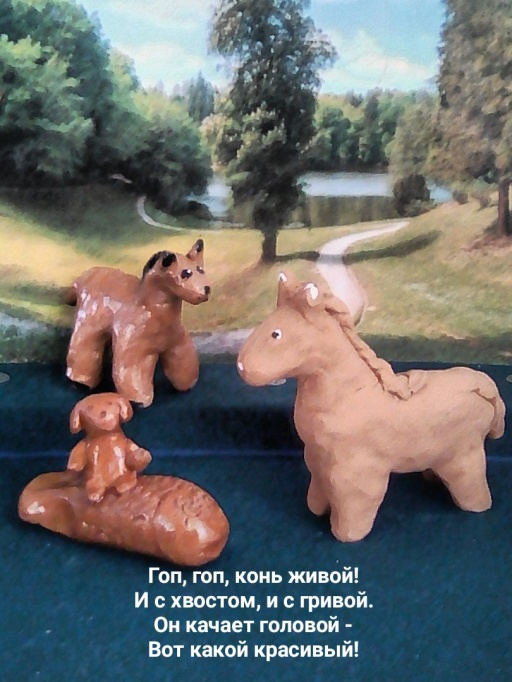 Гоп, гоп, конь живой!
И с хвостом, и с гривой.
Он качает головой -
Вот какой красивый!